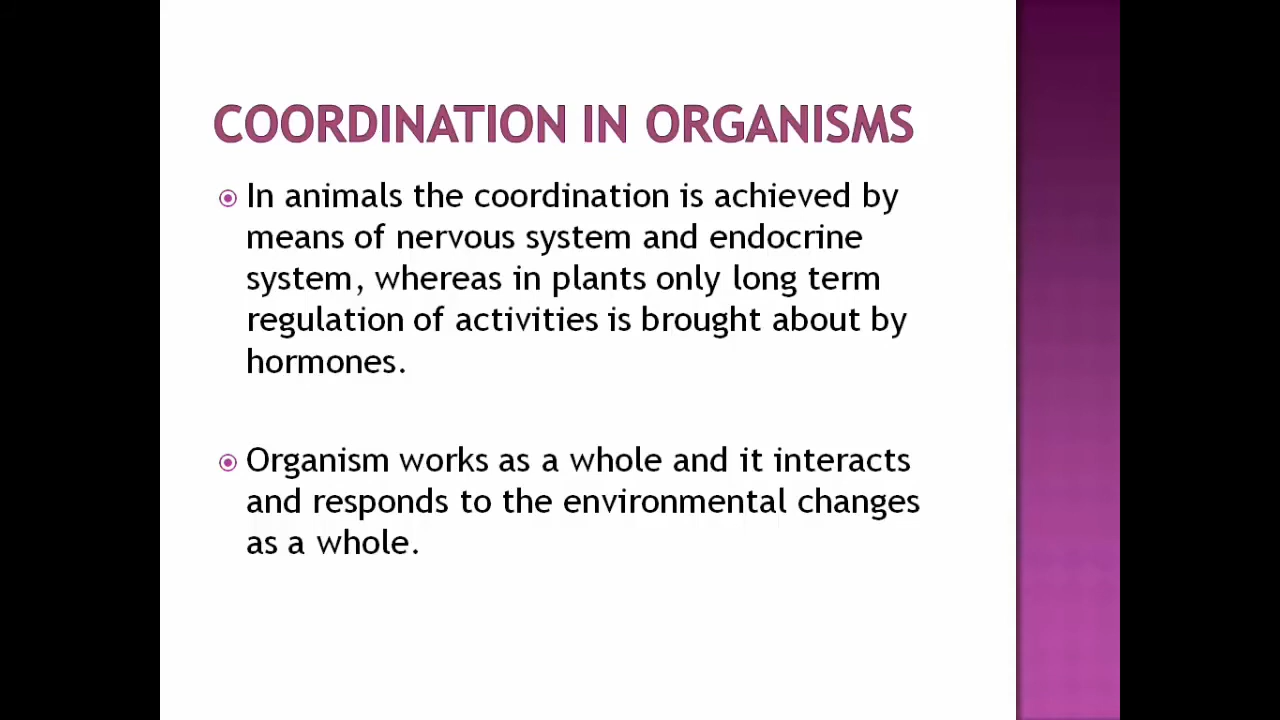 COORDINATION IN ORGANISMS
In animals the coordination is achieved by
means of nervous system and endocrine
system, whereas in plants only long term
regulation of activities is brought about by
hormones.
Organism works as a whole and it interacts
and responds to the environmental changes
as a whole.